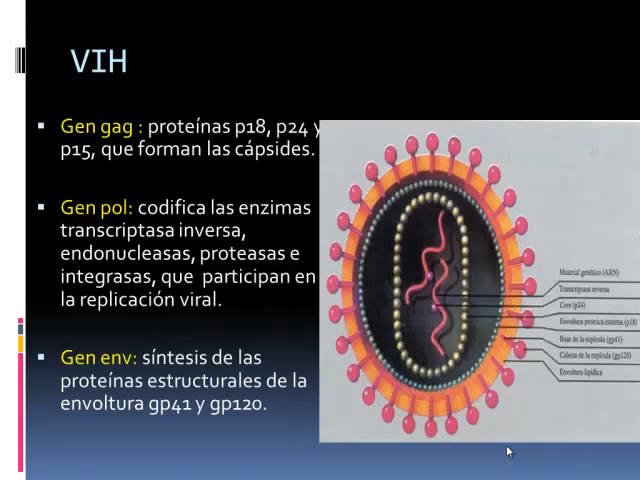 VIH
Gen gag : proteínas p18, p24 y
p15, que forman las cápsides.
Gen pol: codifica las enzimas
transcriptasa inversa,
endonucleasas, proteasas e
integrasas, que participan en
la replicación viral.
Gen env: síntesis de las
proteínas estructurales de la
envoltura gp41 y gp120.
Material genético (ARN)
Transcriptasa inversa
Core (p24)
Envoltura proteica externa (p18)
Base de la espícula (gp41)
Cabeza de la espícula (gp120)
Envoltura lipídica